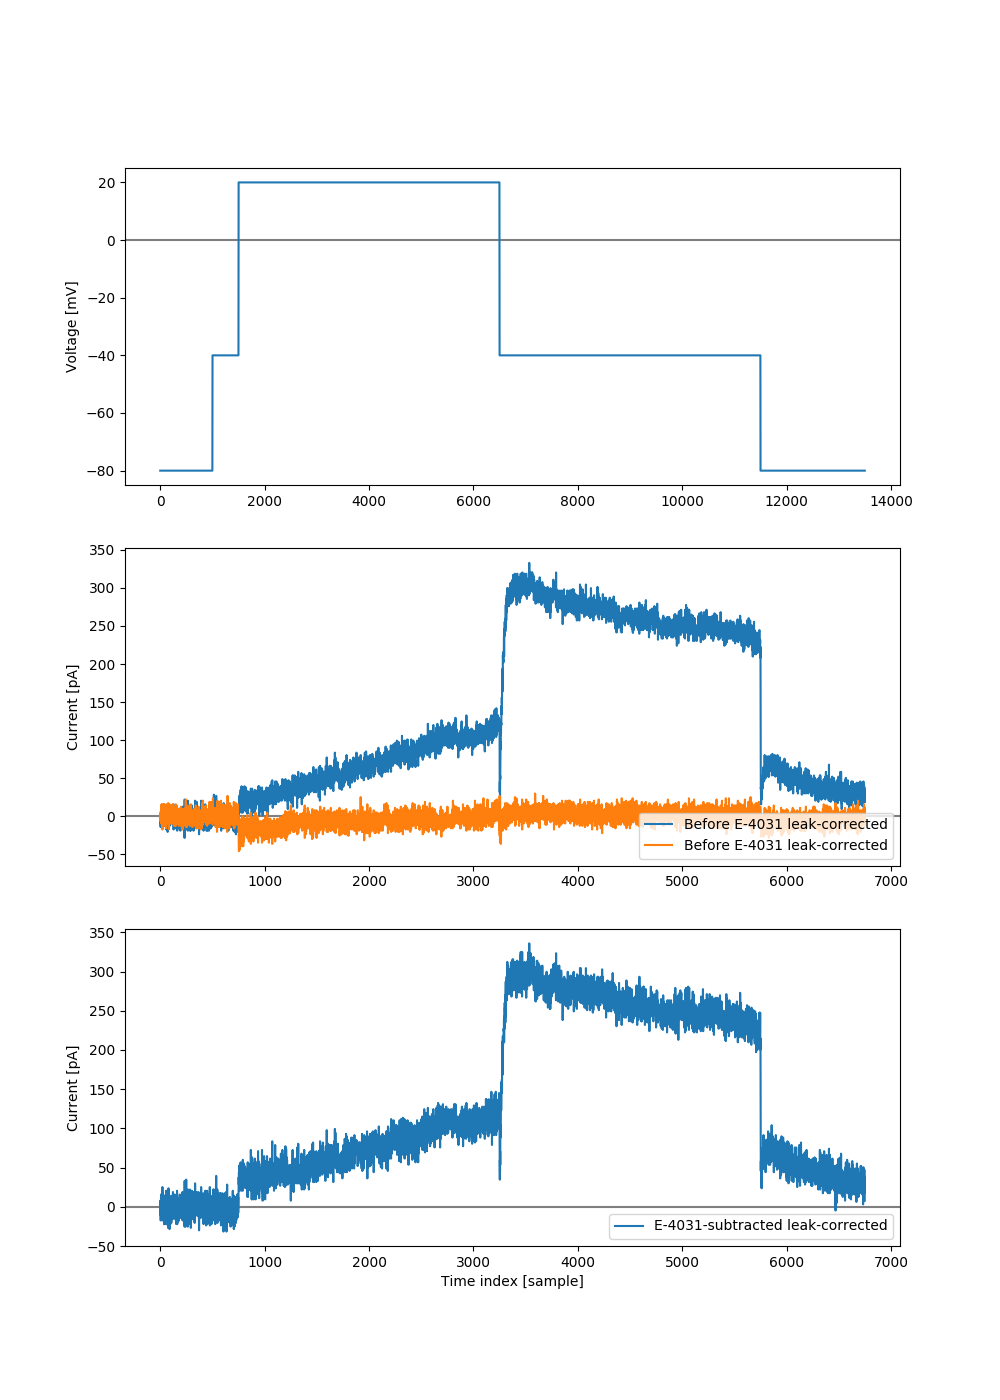 20
0
−20
−40
−60
−80
Voltage [mV]
0 2000 4000 6000 8000 10000 12000 14000
350
300
250
200
150
100
50
0
−50
Current [pA]
Before E-4031 leak-corrected
Before E-4031 leak-corrected
0 1000 2000 3000 4000 5000 6000 7000
350
300
250
200
150
100
50
0
−50
Current [pA]
E-4031-subtracted leak-corrected
0 1000 2000 3000 4000 5000 6000 7000
Time index [sample]